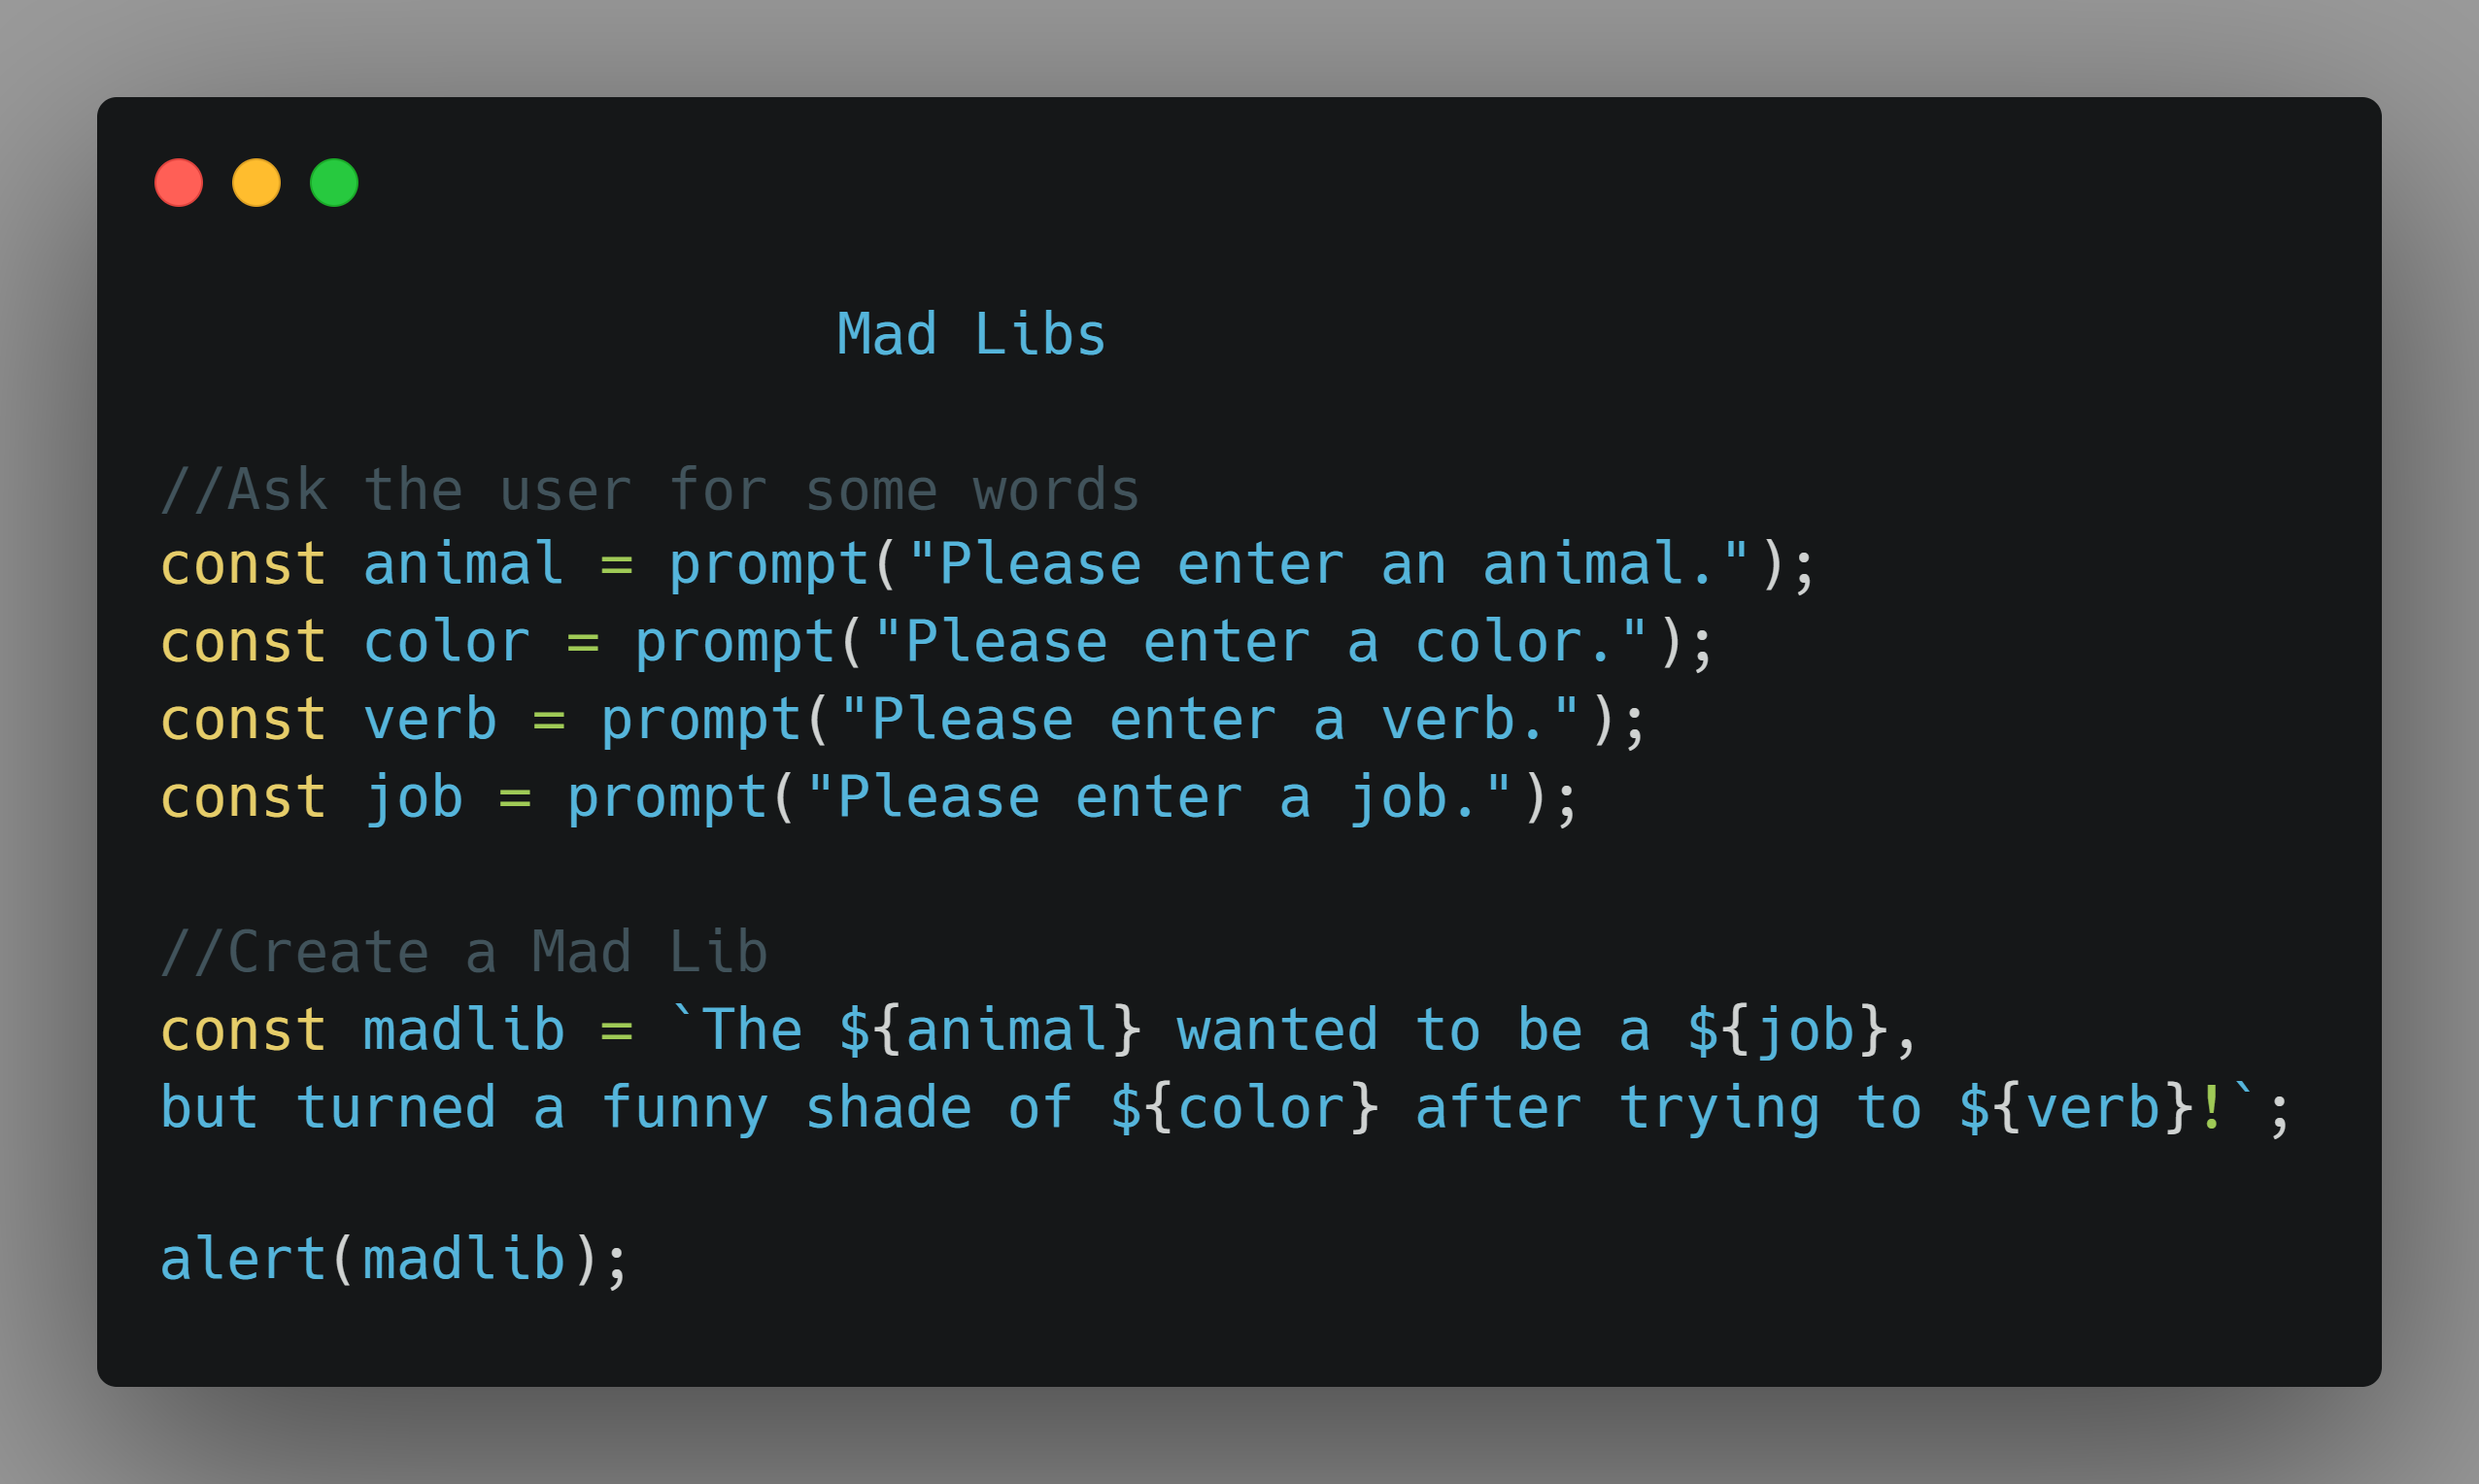 Mad Libs
//Ask the user for some words
const animal = prompt("Please enter an animal.");
const color = prompt("Please enter a color.");
const verb = prompt("Please enter a verb.");
const job = prompt("Please enter a job.");
//Create a Mad Lib
const madlib = `The ${animal} wanted to be a ${job},
but turned a funny shade of ${color} after trying to ${verb}!`;
alert(madlib);